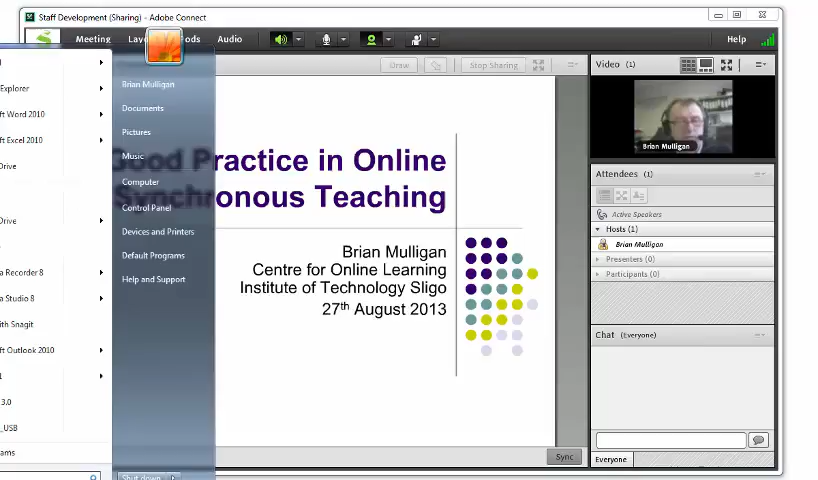 Staff Development (Sharing) - Adobe Connect
Meeting
Audio
Help
Draw
Stop Sharing
Video (1)
Brian Mulligan
Attendees (1)
Active Speakers
Hosts (1)
Brian Mulligan
Presenters (0)
Participants (0)
Chat (Everyone)
Everyone
Sync
Good Practice in Online
Synchronous Teaching
Brian Mulligan
Centre for Online Learning
Institute of Technology Sligo
27th August 2013
Brian Mulligan
Documents
Pictures
Music
Computer
Control Panel
Devices and Printers
Default Programs
Help and Support
Shut down
Explorer
ft Word 2010
ft Excel 2010
Drive
Drive
a Recorder 8
a Studio 8
ith Snagit
ft Outlook 2010
3.0
_USB
ams